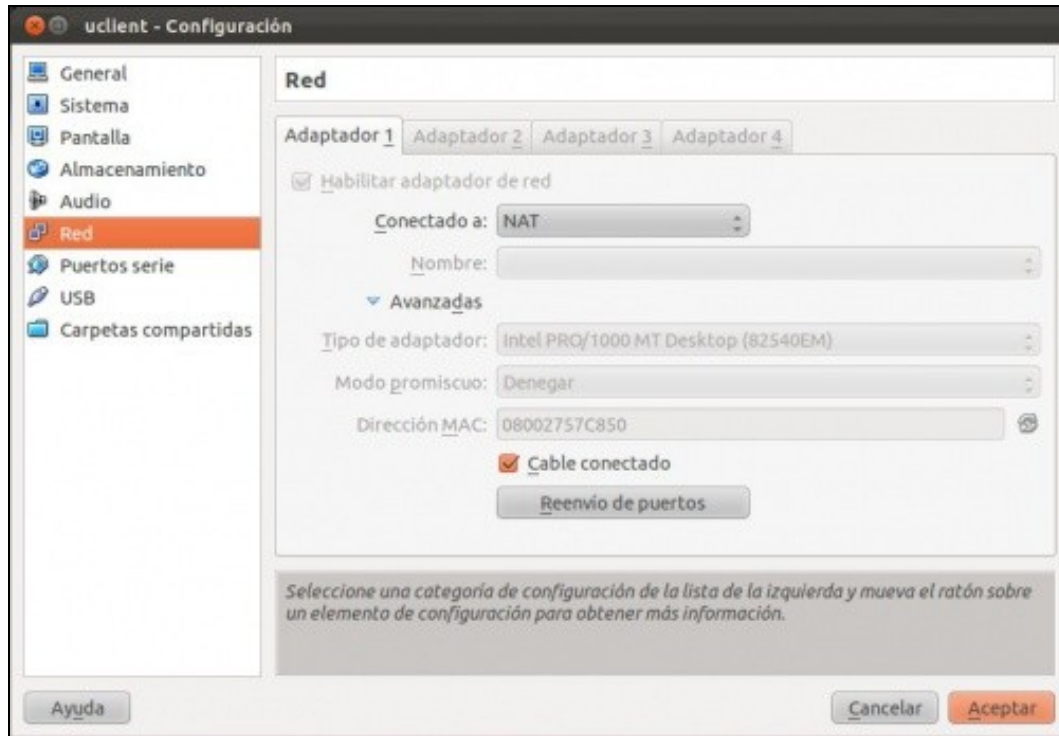 uclient - Configuración
General
Sistema
Pantalla
Almacenamiento
Audio
Red
Puertos serie
USB
Carpetas compartidas
Red
Adaptador 1 Adaptador 2 Adaptador 3 Adaptador 4
Habilitar adaptador de red
Conectado a: NAT
Nombre:
Avanzadas
Tipo de adaptador: Intel PRO/1000 MT Desktop (82540EM)
Modo promiscuo: Denegar
Dirección MAC: 08002757C850
Cable conectado
Reenvío de puertos
Seleccione una categoría de configuración de la lista de la izquierda y mueva el ratón sobre
un elemento de configuración para obtener más información.
Ayuda Cancelar Aceptar